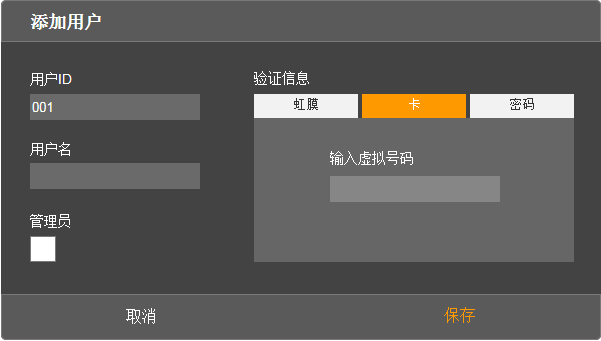 添加用户
用户ID
001
用户名
管理员
验证信息
虹膜 卡 密码
输入虚拟号码
取消 保存